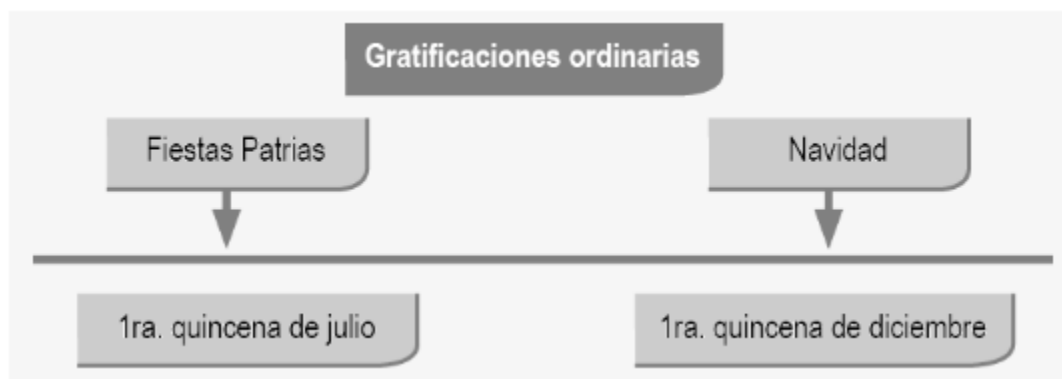 Gratificaciones ordinarias
Fiestas Patrias
Navidad
1ra. quincena de julio
1ra. quincena de diciembre